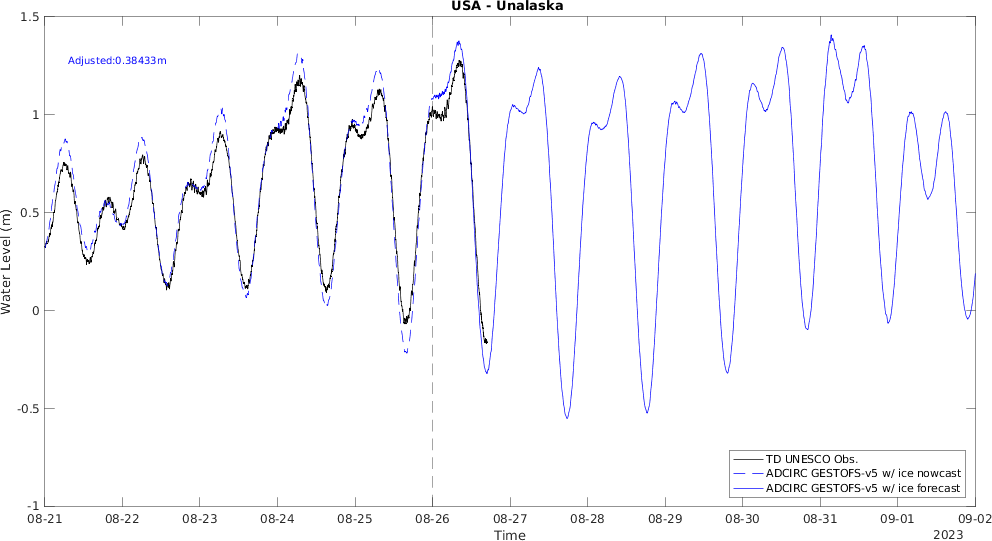 USA - Unalaska
1.5
Adjusted:0.38433m
1
0.5
Water Level (m)
0
-0.5
TD UNESCO Obs.
ADCIRC GESTOFS-v5 w/ ice nowcast
ADCIRC GESTOFS-v5 w/ ice forecast
-1
08-21 08-22 08-23 08-24 08-25 08-26 08-27 08-28 08-29 08-30 08-31 09-01 09-02
Time
2023